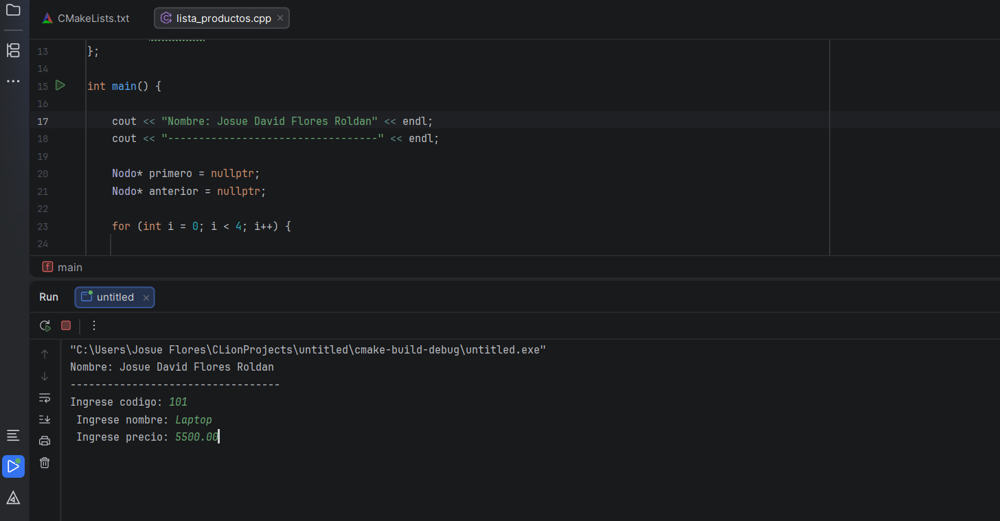 CMakeLists.txt
lista_productos.cpp
13 };
14
15 int main() {
16
17 cout << "Nombre: Josue David Flores Roldan" << endl;
18 cout << "----------------------------------" << endl;
19
20 Nodo* primero = nullptr;
21 Nodo* anterior = nullptr;
22
23 for (int i = 0; i < 4; i++) {
24
f main
Run untitled
"C:\Users\Josue Flores\CLionProjects\untitled\cmake-build-debug\untitled.exe"
Nombre: Josue David Flores Roldan
----------------------------------
Ingrese codigo: 101
Ingrese nombre: Laptop
Ingrese precio: 5500.00